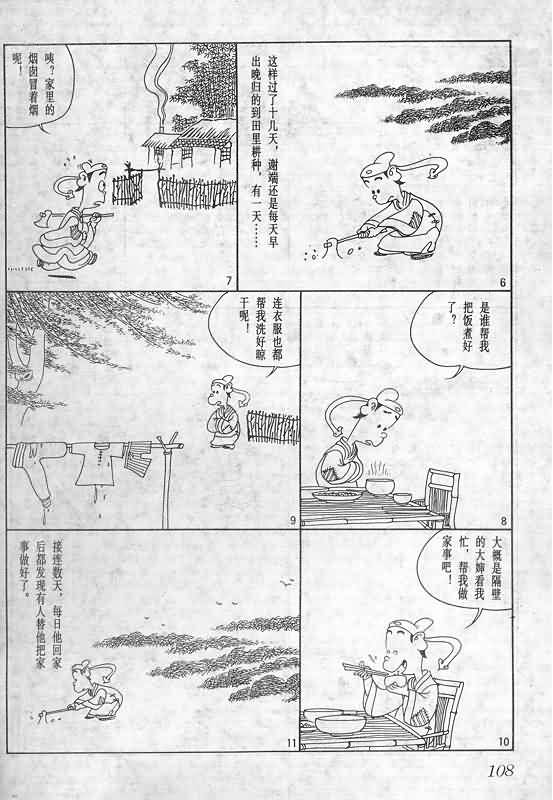 这样过了十几天，谢端还是每天早
出晚归的到田里耕种，有一天……
6
咦？家里的
烟囱冒着烟
呢！
7
是谁帮我
把饭煮好
了？
8
连衣服也都
帮我洗好晾
干呢！
9
大概是隔壁
的大婶看我
忙，帮我做
家事吧！
10
接连数天，每日他回家
后都发现有人替他把家
事做好了。
11
108